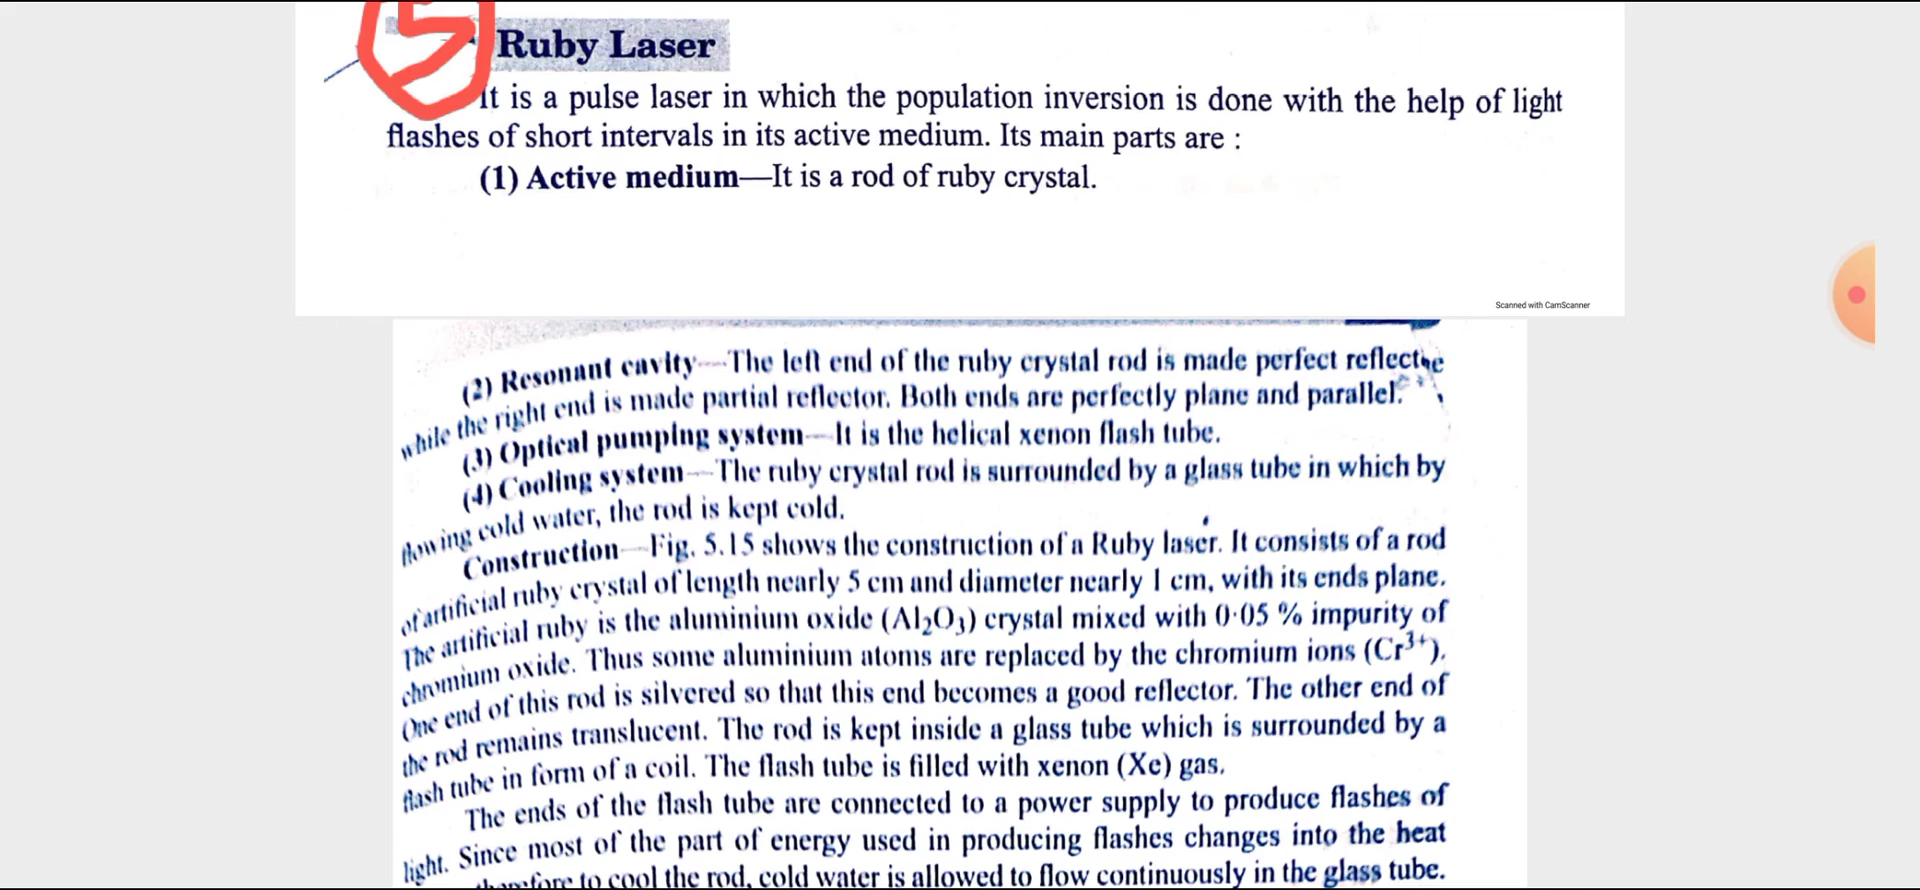 5
Ruby Laser
It is a pulse laser in which the population inversion is done with the help of light
flashes of short intervals in its active medium. Its main parts are :
(1) Active medium—It is a rod of ruby crystal.
Scanned with CamScanner
(2) Resonant cavity—The left end of the ruby crystal rod is made perfect
while the right end is made partial reflector. Both ends are perfectly plane and parallel.
(3) Optical pumping system—It is the helical xenon flash tube.
(4) Cooling system—The ruby crystal rod is surrounded by a glass tube in which by
flowing cold water, the rod is kept cold.
Construction—Fig. 5.15 shows the construction of a Ruby laser. It consists of a rod
of artificial ruby crystal of length nearly 5 cm and diameter nearly 1 cm, with its ends plane.
The artificial ruby is the aluminium oxide (Al₂O₃) crystal mixed with 0·05 % impurity of
chromium oxide. Thus some aluminium atoms are replaced by the chromium ions (Cr³⁺).
One end of this rod is silvered so that this end becomes a good reflector. The other end of
the rod remains translucent. The rod is kept inside a glass tube which is surrounded by a
flash tube in form of a coil. The flash tube is filled with xenon (Xe) gas.
The ends of the flash tube are connected to a power supply to produce flashes of
light. Since most of the part of energy used in producing flashes changes into the heat
to cool the rod, cold water is allowed to flow continuously in the glass tube.